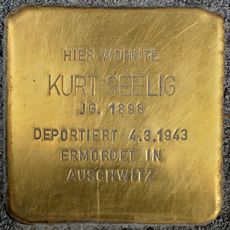 HIER WOHNTE
KURT SEELIG
JG. 1898
DEPORTIERT 4.3.1943
ERMORDET IN
AUSCHWITZ